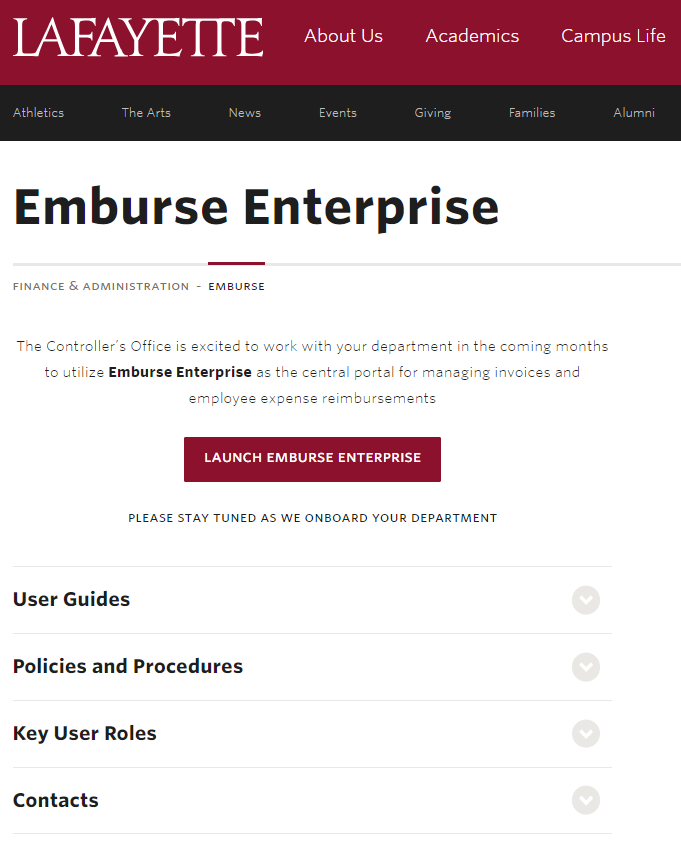 LAFAYETTE About Us Academics Campus Life
Athletics The Arts News Events Giving Families Alumni
Emburse Enterprise
FINANCE & ADMINISTRATION - EMBURSE
The Controller's Office is excited to work with your department in the coming months
to utilize Emburse Enterprise as the central portal for managing invoices and
employee expense reimbursements
LAUNCH EMBURSE ENTERPRISE
PLEASE STAY TUNED AS WE ONBOARD YOUR DEPARTMENT
User Guides
Policies and Procedures
Key User Roles
Contacts